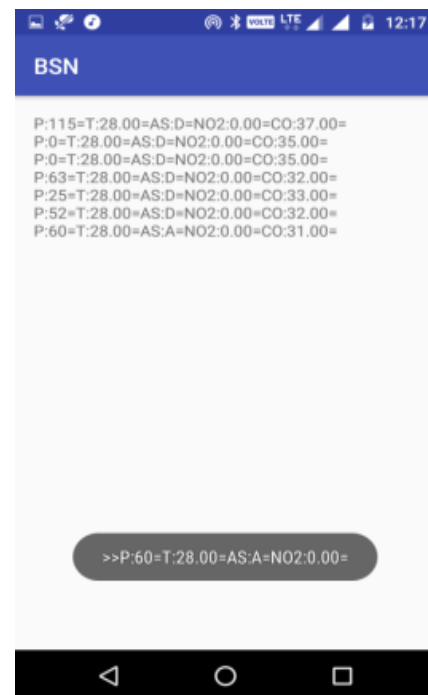 VOLTE LTE 12:17
BSN
P:115=T:28.00=AS:D=NO2:0.00=CO:37.00=
P:0=T:28.00=AS:D=NO2:0.00=CO:35.00=
P:0=T:28.00=AS:D=NO2:0.00=CO:35.00=
P:63=T:28.00=AS:D=NO2:0.00=CO:32.00=
P:25=T:28.00=AS:D=NO2:0.00=CO:33.00=
P:52=T:28.00=AS:D=NO2:0.00=CO:32.00=
P:60=T:28.00=AS:A=NO2:0.00=CO:31.00=
>>P:60=T:28.00=AS:A=NO2:0.00=